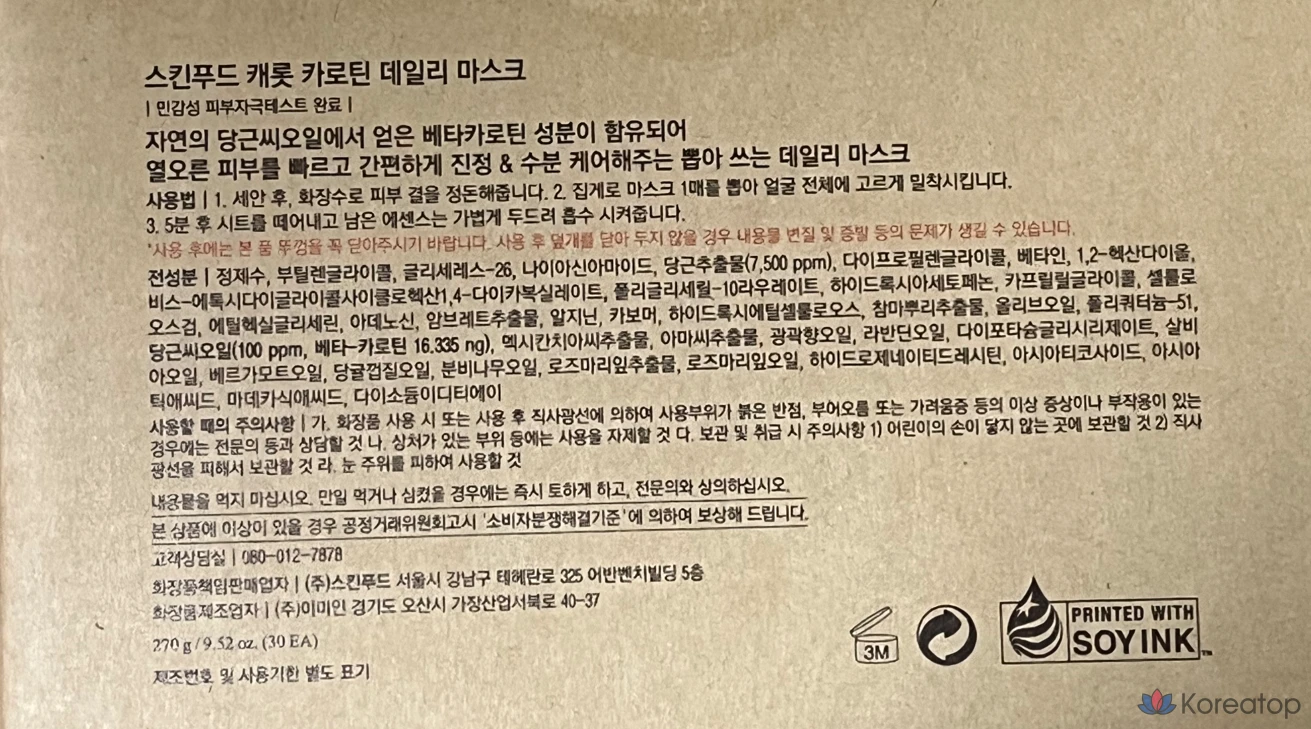 스킨푸드 캐롯 카로틴 데일리 마스크
| 민감성 피부자극테스트 완료 |
자연의 당근씨오일에서 얻은 베타카로틴 성분이 함유되어
열오른 피부를 빠르고 간편하게 진정 & 수분 케어해주는 뽑아 쓰는 데일리 마스크
사용법 | 1. 세안 후, 화장수로 피부 결을 정돈해줍니다. 2. 집게로 마스크 1매를 뽑아 얼굴 전체에 고르게 밀착시킵니다.
3. 5분 후 시트를 떼어내고 남은 에센스는 가볍게 두드려 흡수 시켜줍니다.
*사용 후에는 본 품 뚜껑을 꼭 닫아주시기 바랍니다. 사용 후 덮개를 닫아 두지 않을 경우 내용물 변질 및 증발 등의 문제가 생길 수 있습니다.
전성분 | 정제수, 부틸렌글라이콜, 글리세레스-26, 나이아신아마이드, 당근추출물(7,500 ppm), 다이프로필렌글라이콜, 베타인, 1,2-헥산다이올,
비스-에톡시다이글라이콜사이클로헥산1,4-다이카복실레이트, 폴리글리세릴-10라우레이트, 하이드록시아세토페논, 카프릴릴글라이콜, 셀룰로
오스검, 에틸헥실글리세린, 아데노신, 암브레트추출물, 알지닌, 카보머, 하이드록시에틸셀룰로오스, 참마뿌리추출물, 올리브오일, 폴리쿼터늄-51,
당근씨오일(100 ppm, 베타-카로틴 16.335 ng), 멕시칸치아씨추출물, 아마씨추출물, 광곽향오일, 라반딘오일, 다이포타슘글리시리제이트, 살비
아오일, 베르가모트오일, 당귤껍질오일, 분비나무오일, 로즈마리잎추출물, 로즈마리잎오일, 하이드로제네이티드레시틴, 아시아티코사이드, 아시아
틱애씨드, 마데카식애씨드, 다이소듐이디티에이
사용할 때의 주의사항 | 가. 화장품 사용 시 또는 사용 후 직사광선에 의하여 사용부위가 붉은 반점, 부어오름 또는 가려움증 등의 이상 증상이나 부작용이 있는
경우에는 전문의 등과 상담할 것 나. 상처가 있는 부위 등에는 사용을 자제할 것 다. 보관 및 취급 시 주의사항 1) 어린이의 손이 닿지 않는 곳에 보관할 것 2) 직사
광선을 피해서 보관할 것 라. 눈 주위를 피하여 사용할 것
내용물을 먹지 마십시오. 만일 먹거나 삼켰을 경우에는 즉시 토하게 하고, 전문의와 상의하십시오.
본 상품에 이상이 있을 경우 공정거래위원회고시 '소비자분쟁해결기준'에 의하여 보상해 드립니다.
고객상담실 | 080-012-7878
화장품책임판매업자 | (주)스킨푸드 서울시 강남구 테헤란로 325 어반벤치빌딩 5층
화장품제조업자 | (주)이미인 경기도 오산시 가장산업서북로 40-37
270 g / 9.52 oz. (30 EA)
제조번호 및 사용기한 별도 표기
3M
PRINTED WITH
SOY INK™
Koreatop